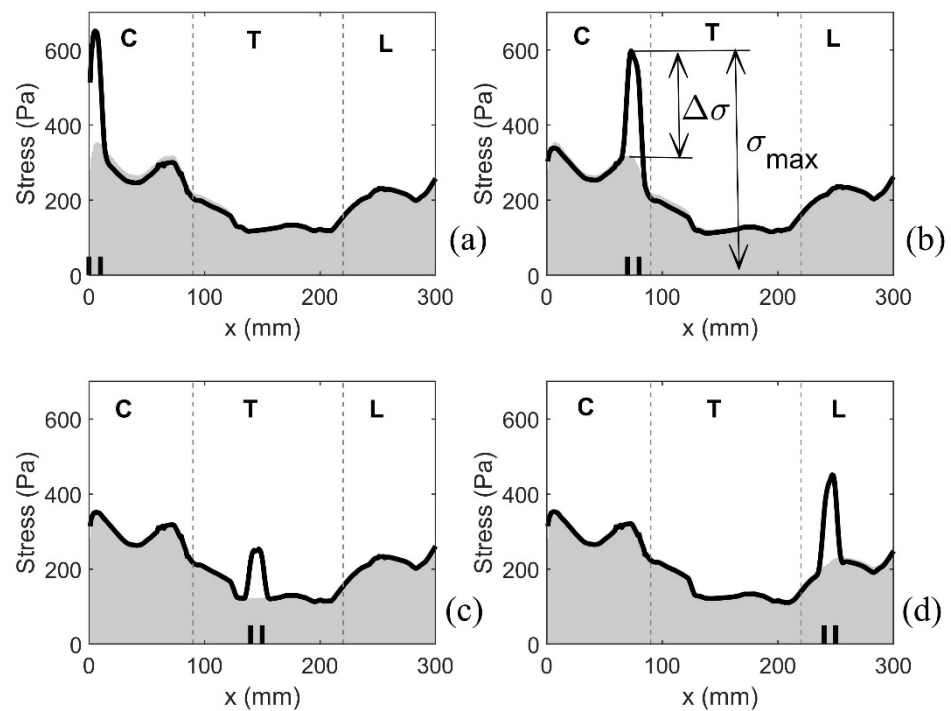 C T L
Stress (Pa)
600
400
200
0
0 100 200 300
x (mm)
(a)
C T L
Stress (Pa)
600
400
200
0
Δσ
σmax
0 100 200 300
x (mm)
(b)
C T L
Stress (Pa)
600
400
200
0
0 100 200 300
x (mm)
(c)
C T L
Stress (Pa)
600
400
200
0
0 100 200 300
x (mm)
(d)